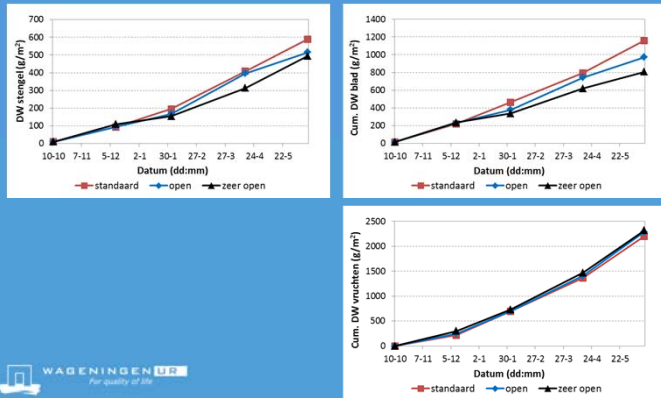 DW stengel (g/m²)
700
600
500
400
300
200
100
0
10-10 7-11 5-12 2-1 30-1 27-2 27-3 24-4 22-5
Datum (dd:mm)
standaard open zeer open
Cum. DW blad (g/m²)
1400
1200
1000
800
600
400
200
0
10-10 7-11 5-12 2-1 30-1 27-2 27-3 24-4 22-5
Datum (dd:mm)
standaard open zeer open
Cum. DW vruchten (g/m²)
2500
2000
1500
1000
500
0
10-10 7-11 5-12 2-1 30-1 27-2 27-3 24-4 22-5
Datum (dd:mm)
standaard open zeer open
WAGENINGEN UR
For quality of life